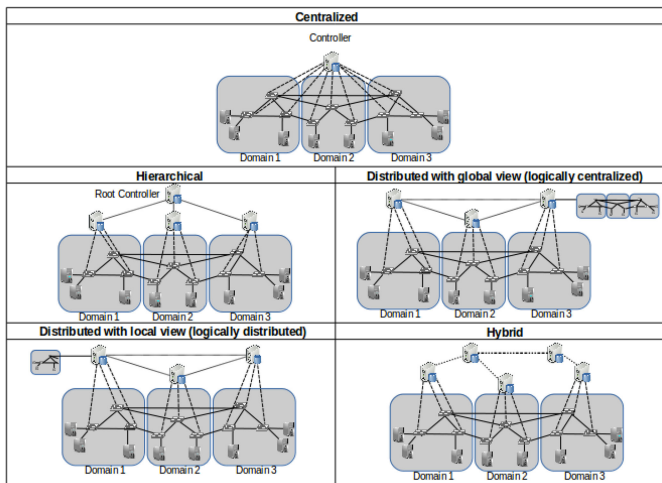 Centralized
Controller
Domain 1 Domain 2 Domain 3
Hierarchical
Root Controller
Domain 1 Domain 2 Domain 3
Distributed with global view (logically centralized)
Domain 1 Domain 2 Domain 3
Distributed with local view (logically distributed)
Domain 1 Domain 2 Domain 3
Hybrid
Domain 1 Domain 2 Domain 3